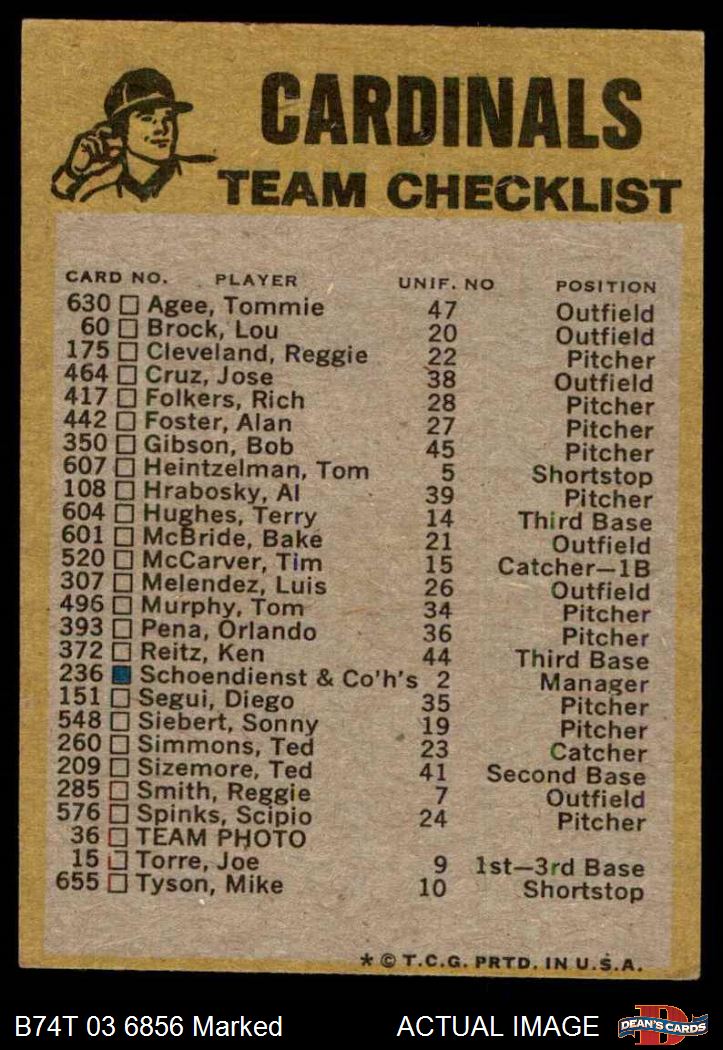 CARDINALS
TEAM CHECKLIST
CARD NO. PLAYER UNIF. NO POSITION
630 Agee, Tommie 47 Outfield
60 Brock, Lou 20 Outfield
175 Cleveland, Reggie 22 Pitcher
464 Cruz, Jose 38 Outfield
417 Folkers, Rich 28 Pitcher
442 Foster, Alan 27 Pitcher
350 Gibson, Bob 45 Pitcher
607 Heintzelman, Tom 5 Shortstop
108 Hrabosky, Al 39 Pitcher
604 Hughes, Terry 14 Third Base
601 McBride, Bake 21 Outfield
520 McCarver, Tim 15 Catcher—1B
307 Melendez, Luis 26 Outfield
496 Murphy, Tom 34 Pitcher
393 Pena, Orlando 36 Pitcher
372 Reitz, Ken 44 Third Base
236 Schoendienst & Co'h's 2 Manager
151 Segui, Diego 35 Pitcher
548 Siebert, Sonny 19 Pitcher
260 Simmons, Ted 23 Catcher
209 Sizemore, Ted 41 Second Base
285 Smith, Reggie 7 Outfield
576 Spinks, Scipio 24 Pitcher
36 TEAM PHOTO
15 Torre, Joe 9 1st—3rd Base
655 Tyson, Mike 10 Shortstop
* © T.C.G. PRTD. IN U.S.A.
B74T 03 6856 Marked ACTUAL IMAGE DEAN'S CARDS